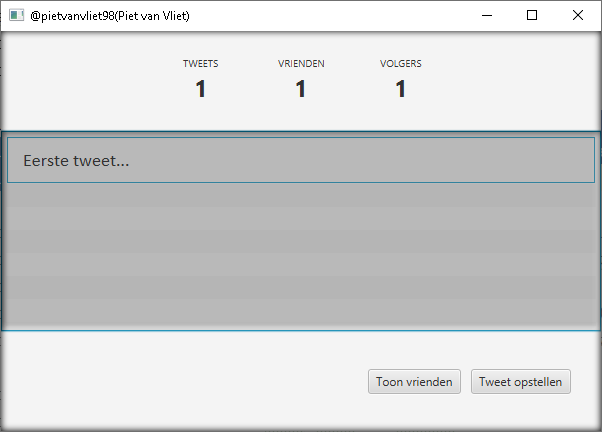 @pietvanvliet98(Piet van Vliet)
TWEETS VRIENDEN VOLGERS
1 1 1
Eerste tweet...
Toon vrienden Tweet opstellen